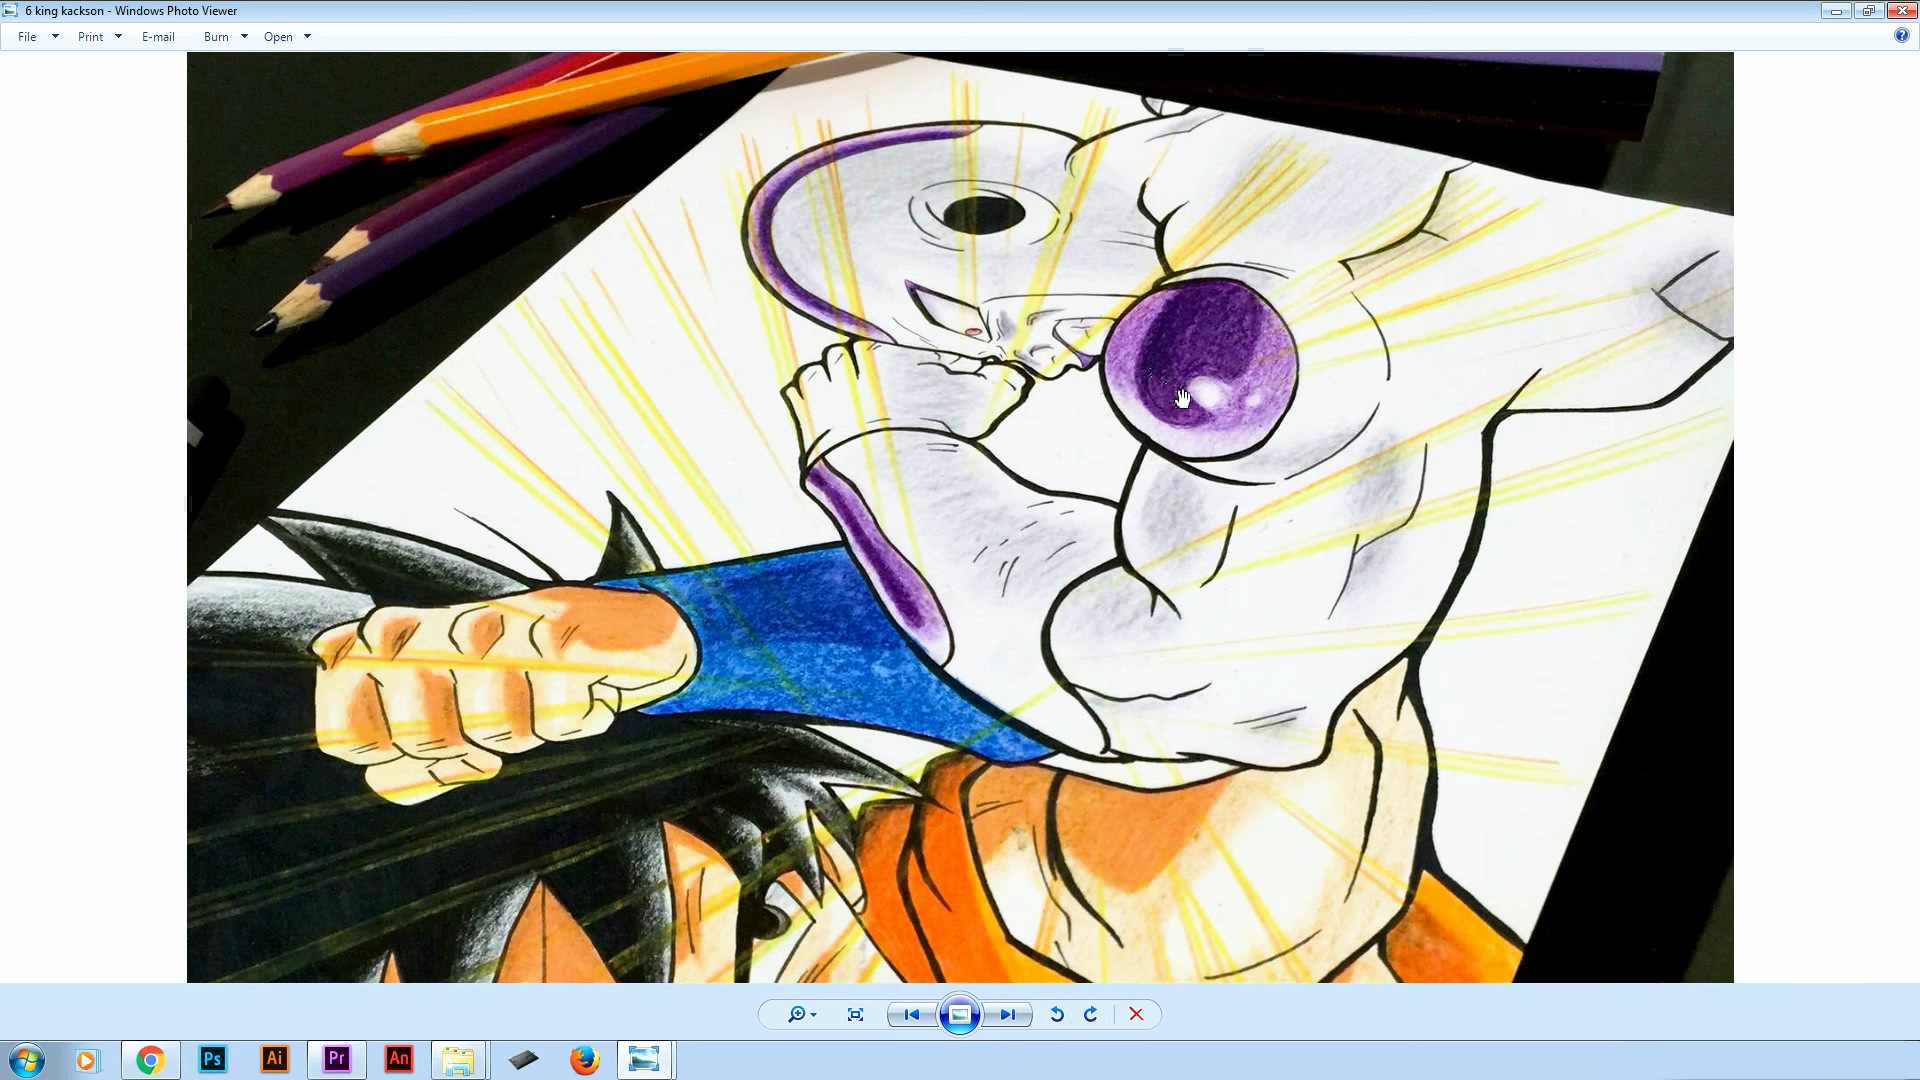 6 king kackson - Windows Photo Viewer
File Print E-mail Burn Open
Ps Ai Pr An